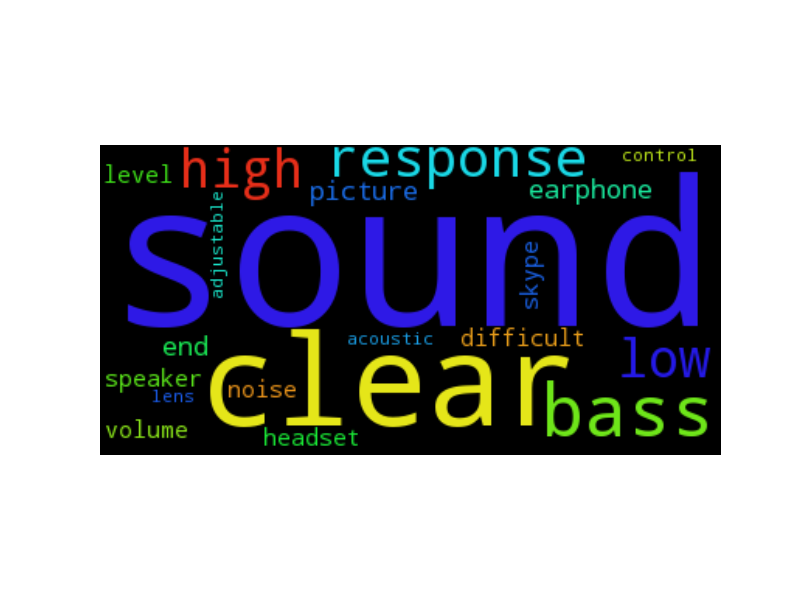 high
response
control
level
picture
earphone
adjustable
sound
skype
acoustic
difficult
end
clear
low
speaker
noise
lens
bass
volume
headset